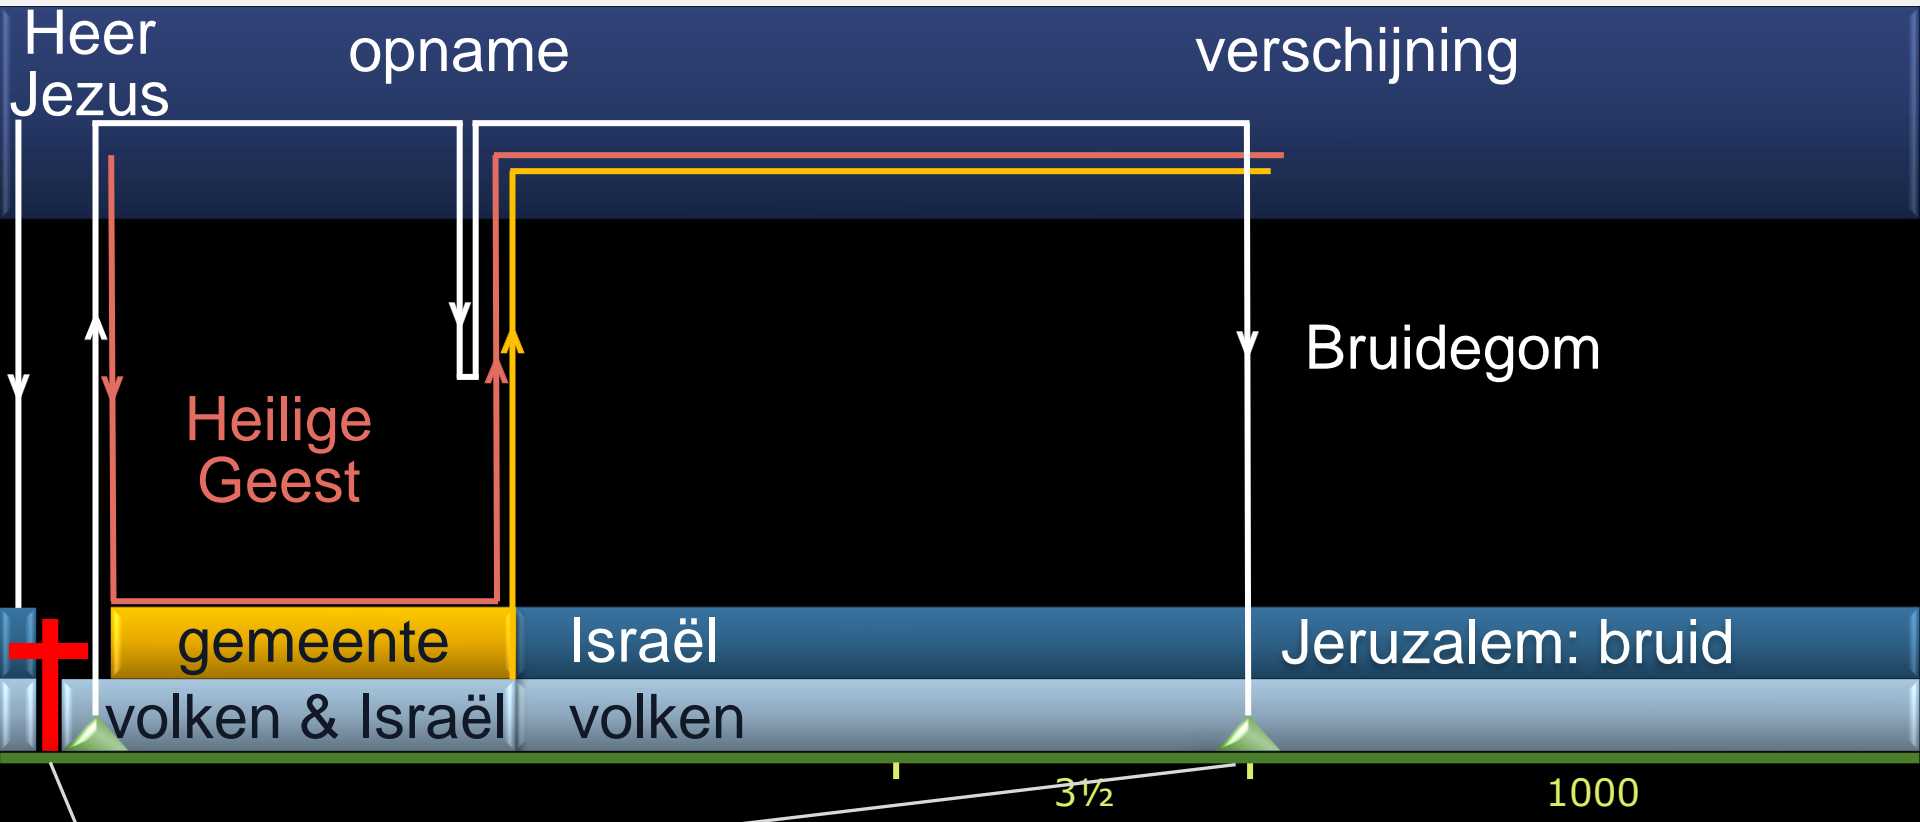 Heer
Jezus
opname
verschijning
Bruidegom
Heilige
Geest
gemeente
Israël
Jeruzalem: bruid
volken & Israël
volken
3½
1000